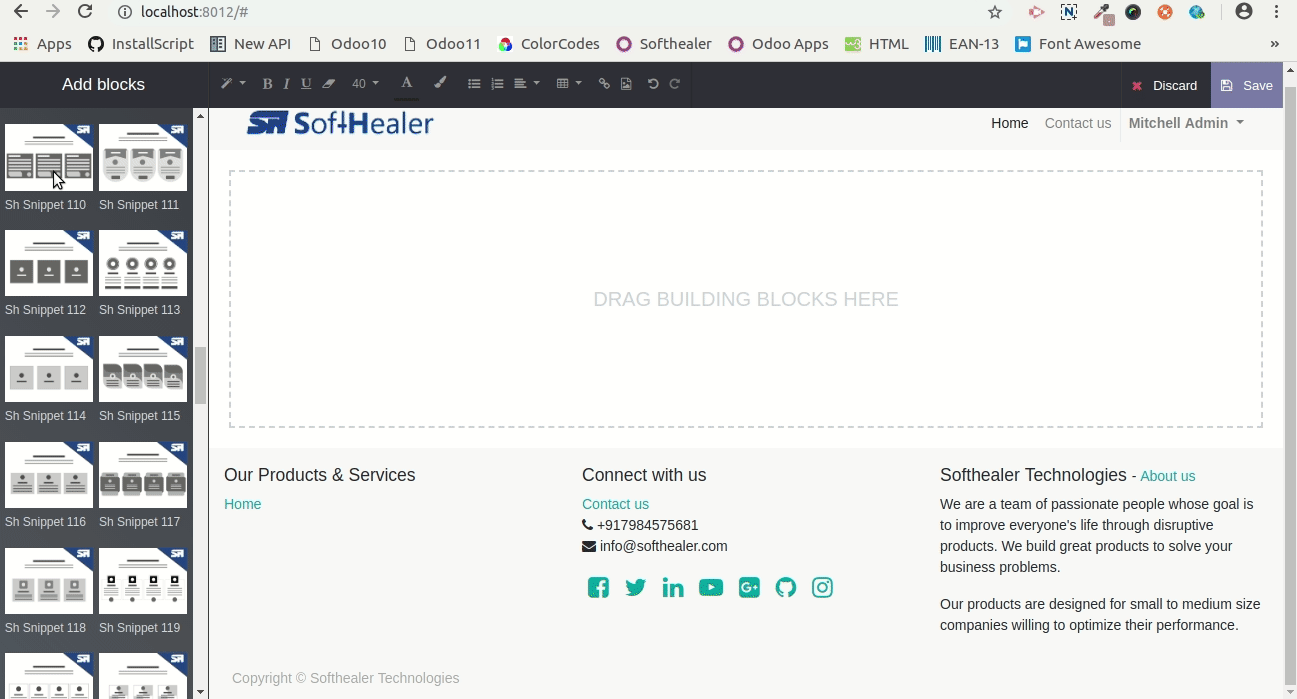 localhost:8012/#
Apps InstallScript New API Odoo10 Odoo11 ColorCodes Softhealer Odoo Apps HTML EAN-13 Font Awesome »
Add blocks
B I U 40 A
Discard Save
SoftHealer
Home Contact us Mitchell Admin
Sh Snippet 110 Sh Snippet 111
Sh Snippet 112 Sh Snippet 113
Sh Snippet 114 Sh Snippet 115
Sh Snippet 116 Sh Snippet 117
Sh Snippet 118 Sh Snippet 119
DRAG BUILDING BLOCKS HERE
Our Products & Services
Home
Connect with us
Contact us
+917984575681
info@softhealer.com
Softhealer Technologies - About us
We are a team of passionate people whose goal is
to improve everyone's life through disruptive
products. We build great products to solve your
business problems.
Our products are designed for small to medium size
companies willing to optimize their performance.
Copyright © Softhealer Technologies